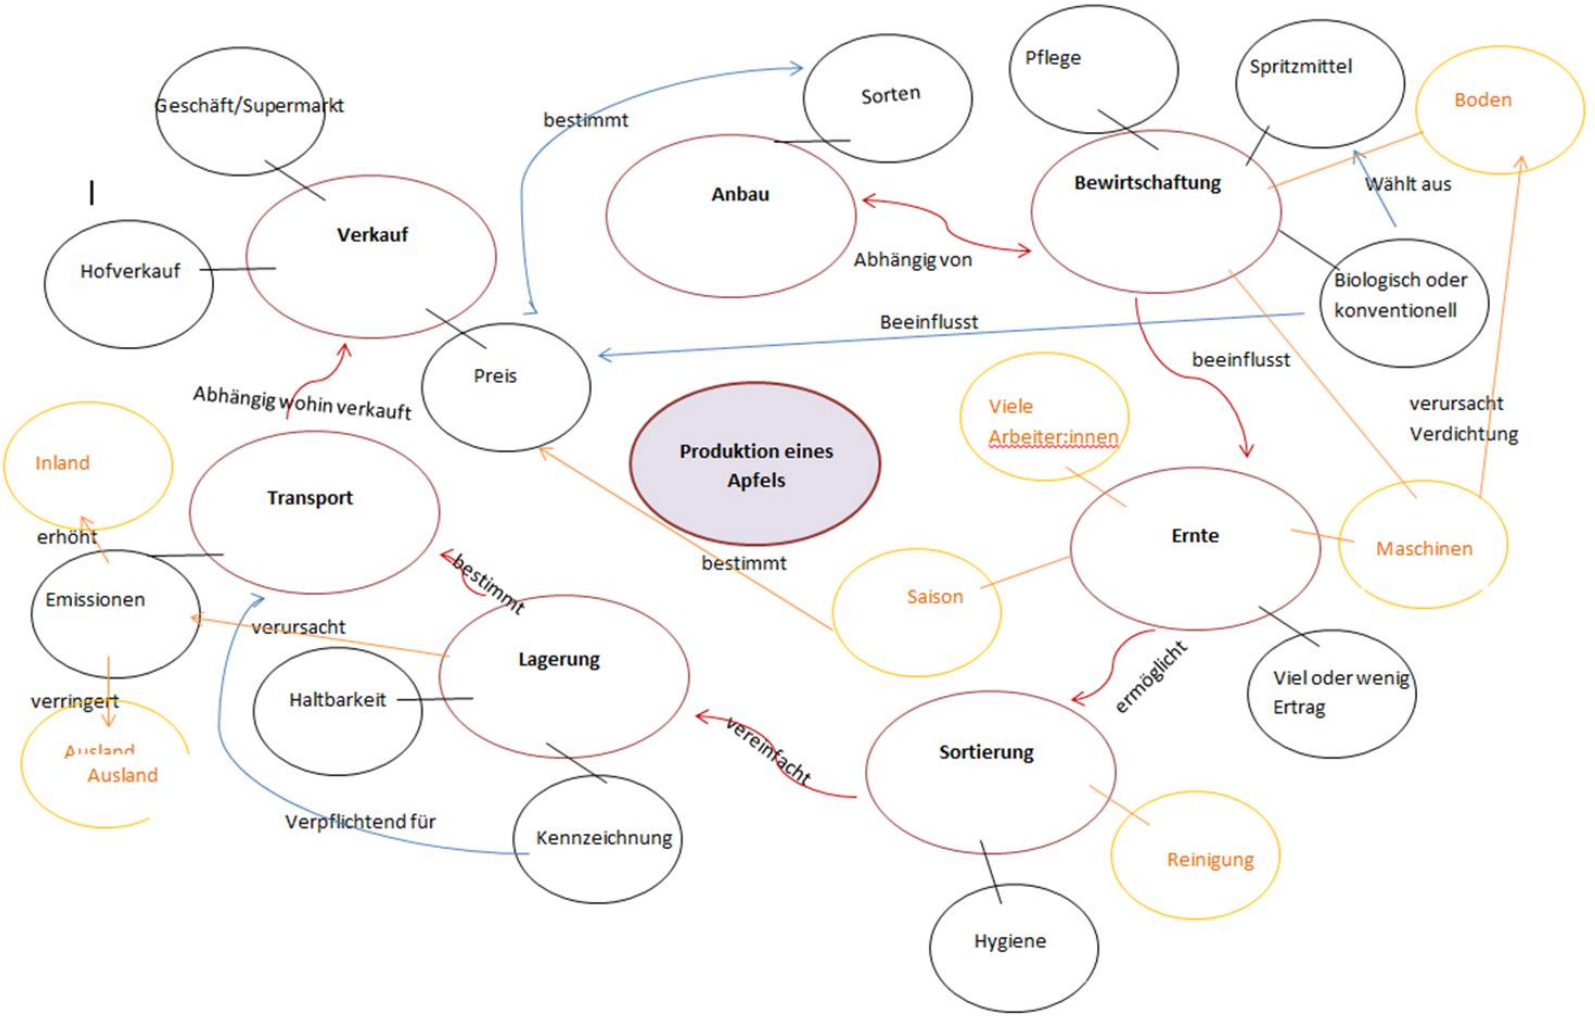 Pflege
Spritzmittel
Boden
Sorten
Geschäft/Supermarkt
bestimmt
Anbau
Bewirtschaftung
Wählt aus
Verkauf
Hofverkauf
Abhängig von
Biologisch oder
konventionell
Beeinflusst
beeinflusst
Preis
Abhängig wohin verkauft
Viele
Arbeiter:innen
verursacht
Verdichtung
Produktion eines
Apfels
Inland
Transport
erhöht
Ernte
Maschinen
bestimmt
bestimmt
Emissionen
Saison
verursacht
Lagerung
ermöglicht
Viel oder wenig
Ertrag
verringert
Haltbarkeit
Ausland
Ausland
vereinfacht
Sortierung
Verpflichtend für
Kennzeichnung
Reinigung
Hygiene